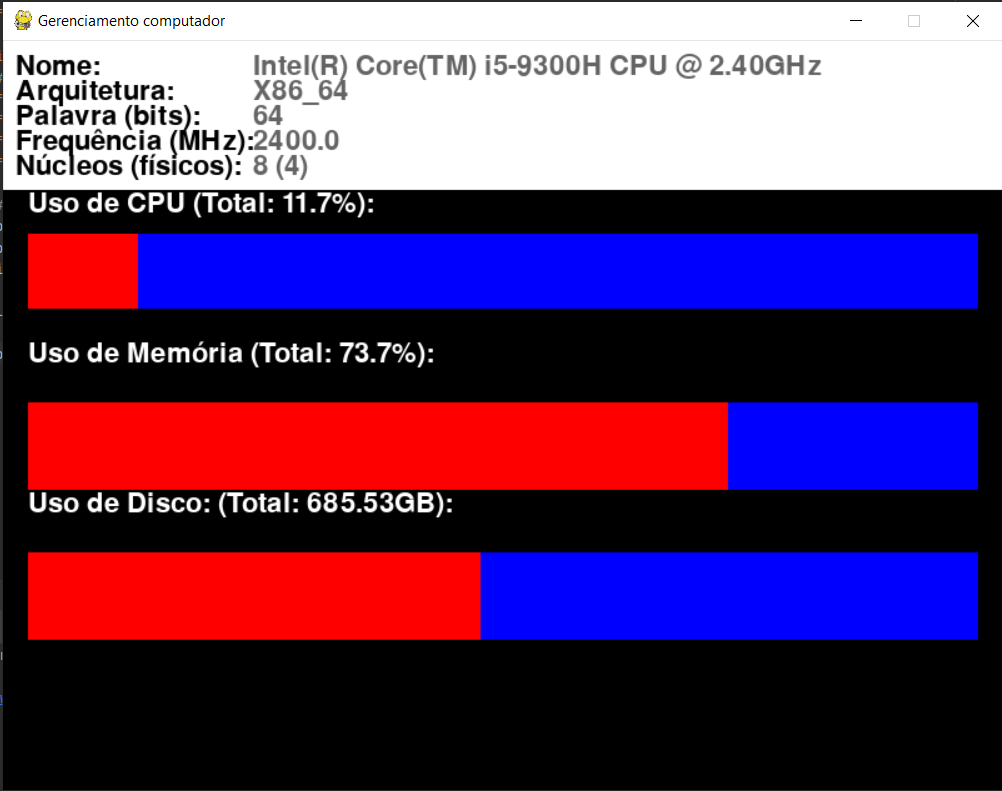 Gerenciamento computador
Nome: Intel(R) Core(TM) i5-9300H CPU @ 2.40GHz
Arquitetura: X86_64
Palavra (bits): 64
Frequência (MHz): 2400.0
Núcleos (físicos): 8 (4)
Uso de CPU (Total: 11.7%):
Uso de Memória (Total: 73.7%):
Uso de Disco: (Total: 685.53GB):